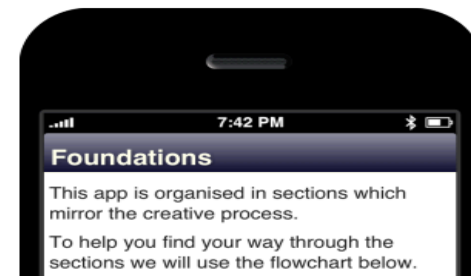 7:42 PM
Foundations
This app is organised in sections which
mirror the creative process.
To help you find your way through the
sections we will use the flowchart below.